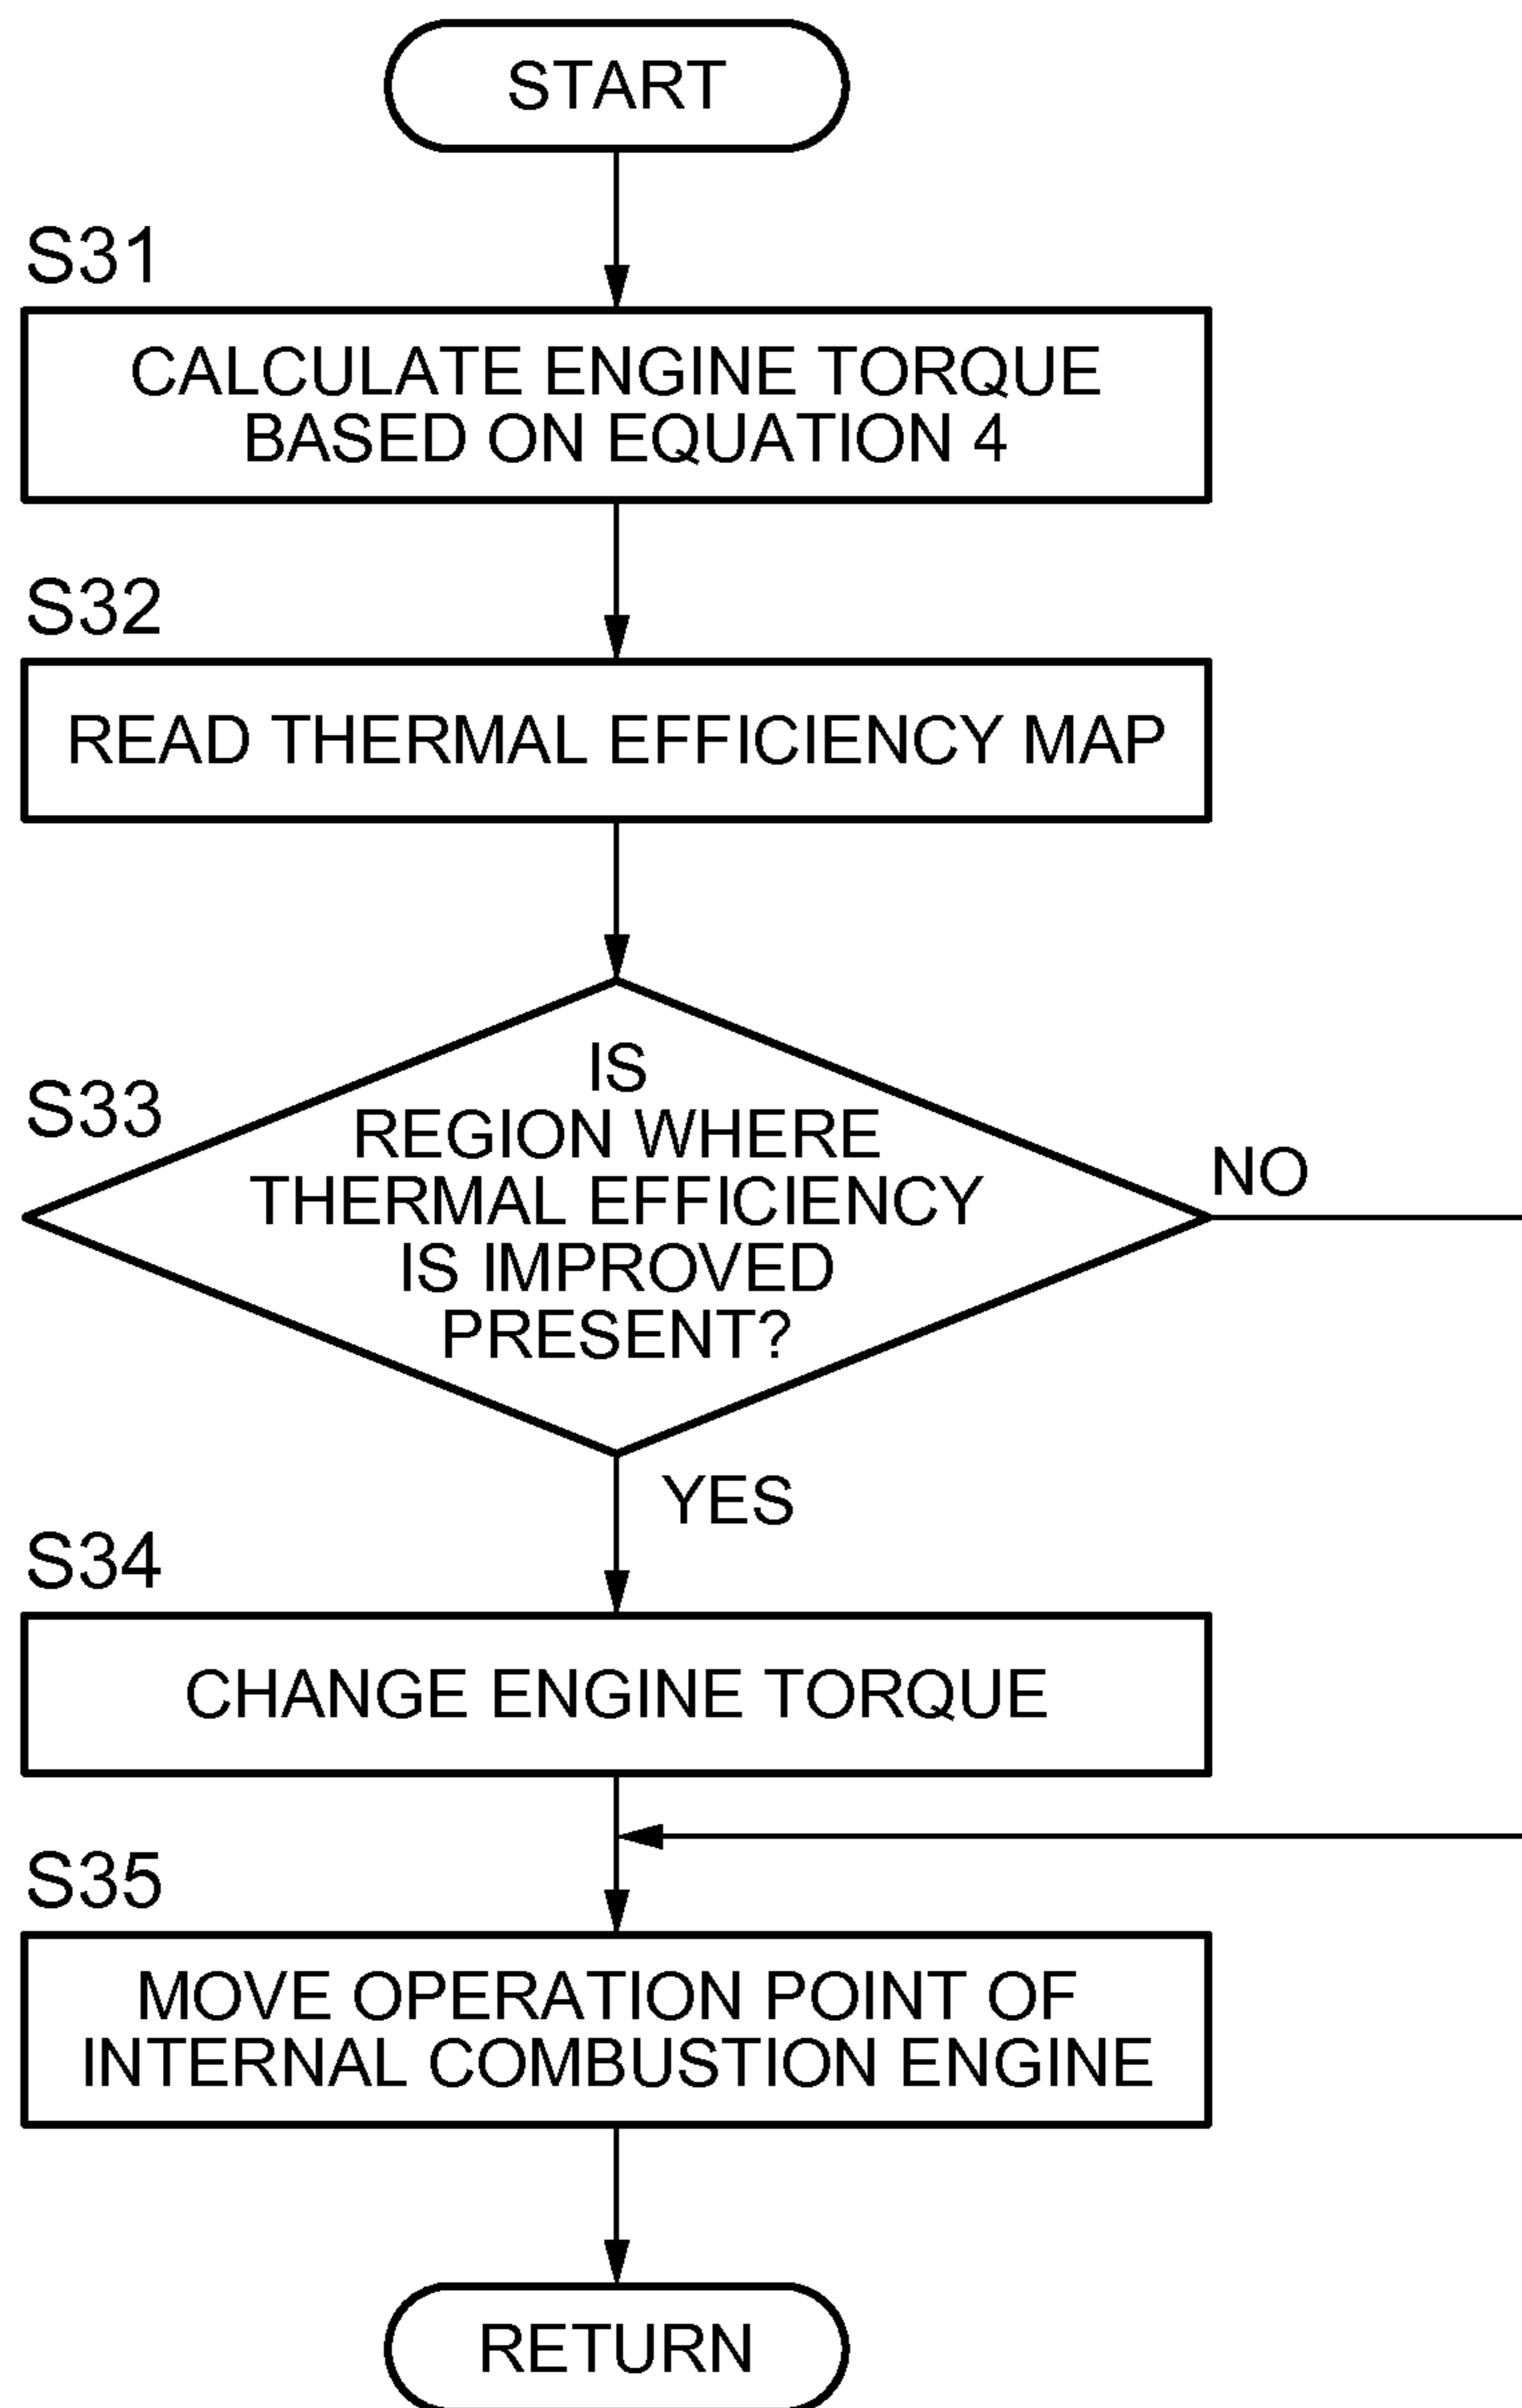 START
S31
CALCULATE ENGINE TORQUE
BASED ON EQUATION 4
S32
READ THERMAL EFFICIENCY MAP
S33
IS
REGION WHERE
THERMAL EFFICIENCY
IS IMPROVED
PRESENT?
NO
YES
S34
CHANGE ENGINE TORQUE
S35
MOVE OPERATION POINT OF
INTERNAL COMBUSTION ENGINE
RETURN